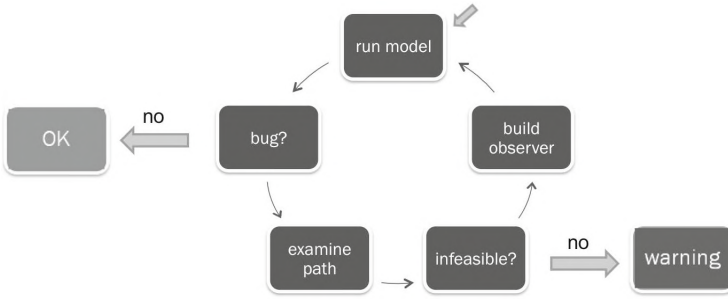 run model
no
OK
bug?
build
observer
examine
path
infeasible?
no
warning